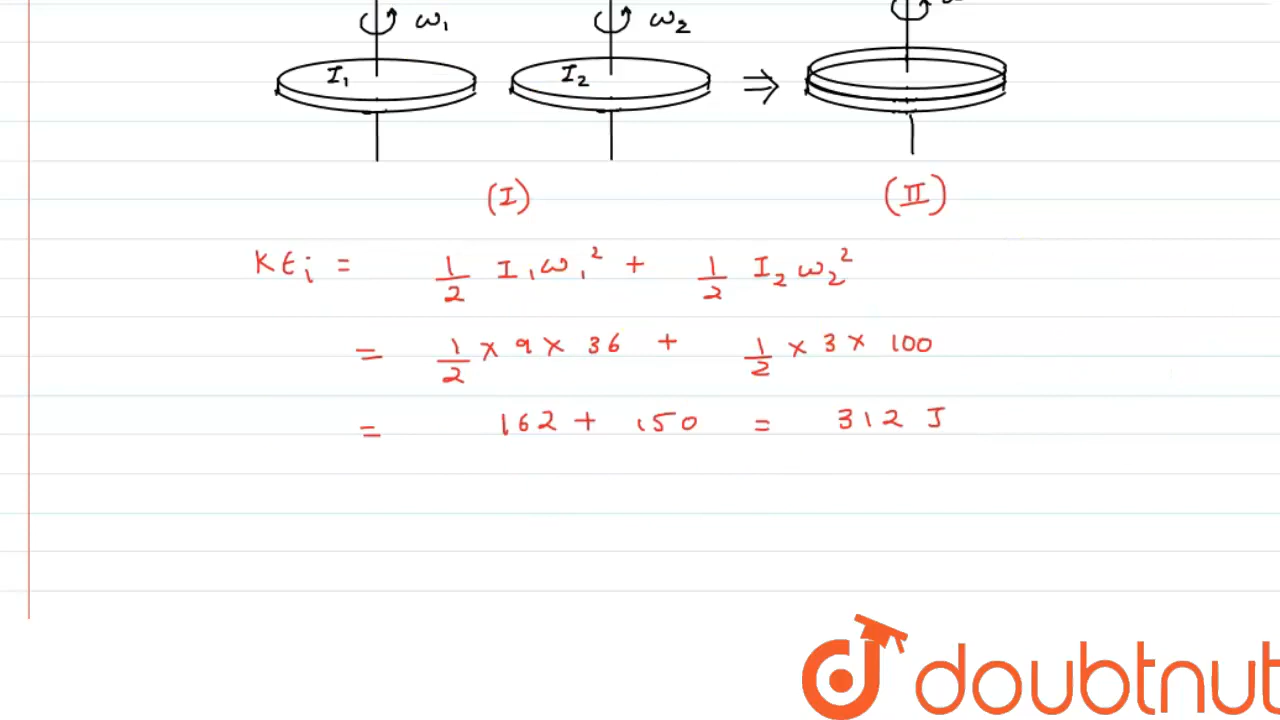 ω₁ ω₂
I₁ I₂ ⇒
(I) (II)
KEi = 1/2 I₁ω₁² + 1/2 I₂ω₂²
= 1/2 × 9 × 36 + 1/2 × 3 × 100
= 162 + 150 = 312 J
doubtnut